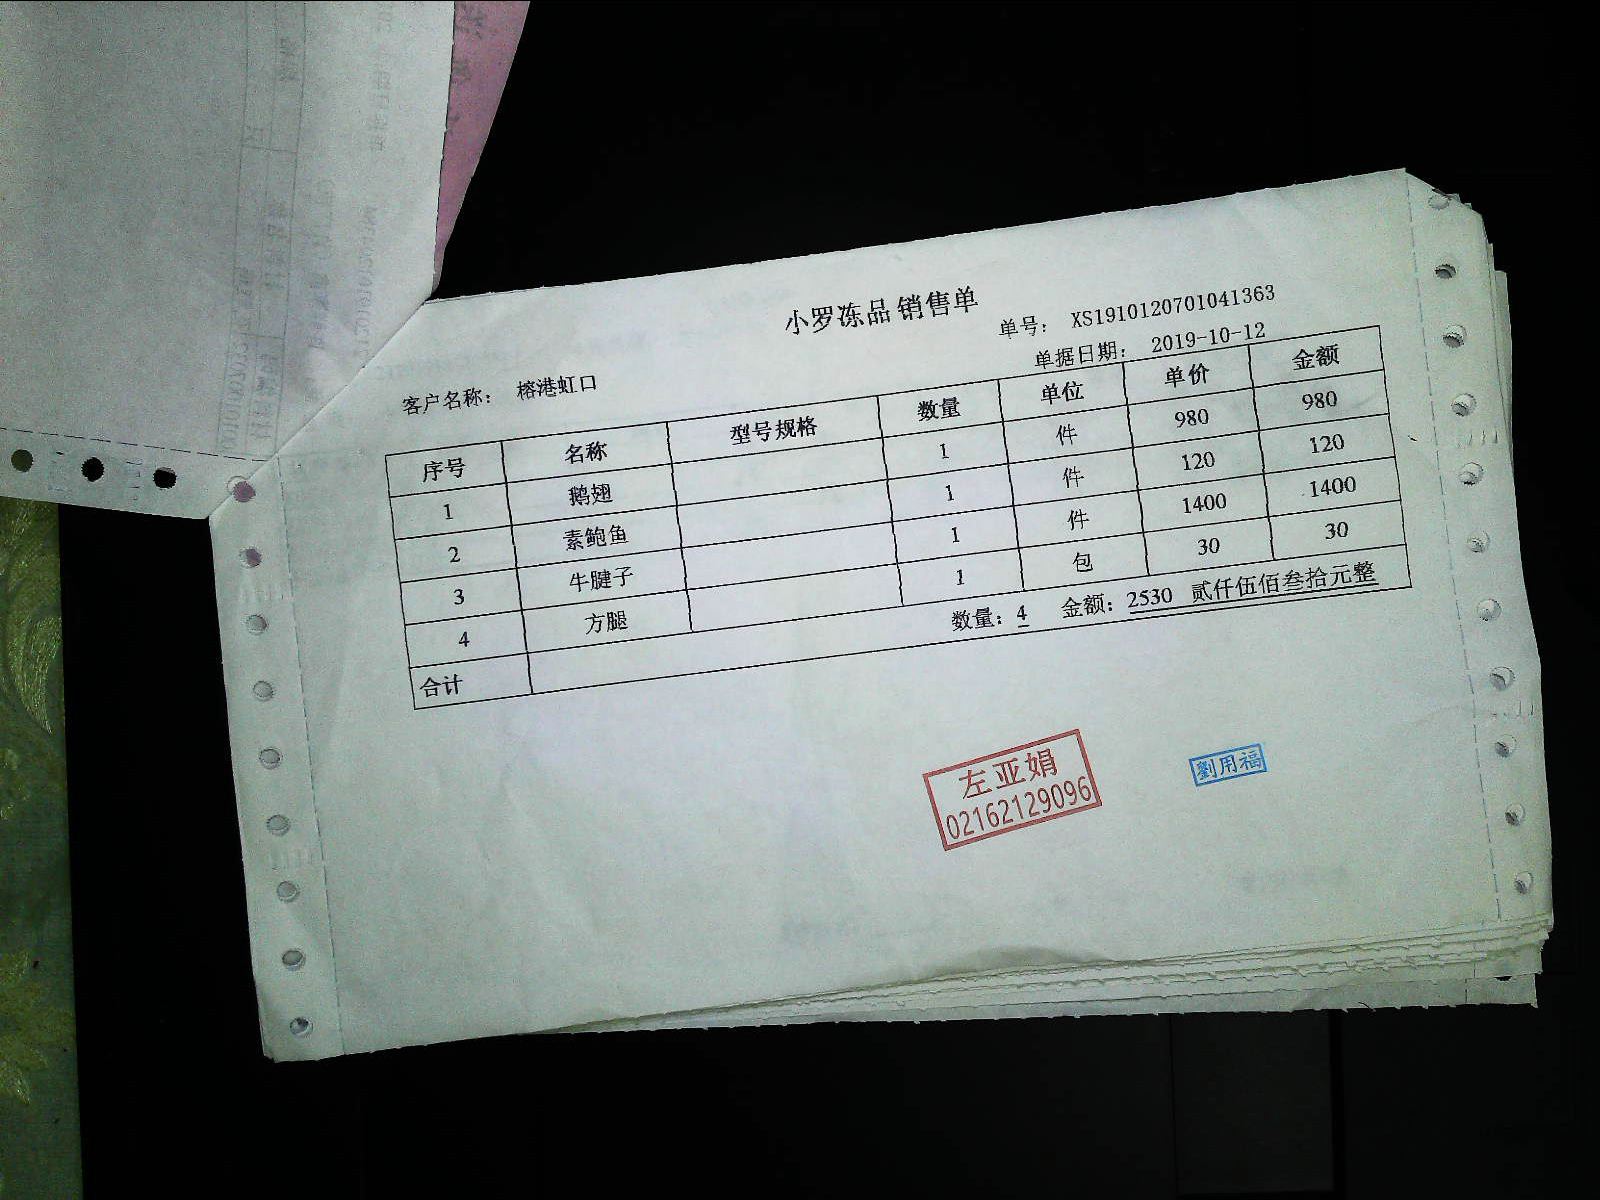 小罗冻品 销售单
单号： XS1910120701041363
单据日期： 2019-10-12
客户名称： 榕港虹口
序号 名称 型号规格 数量 单位 单价 金额
1 鹅翅 1 件 980 980
2 素鲍鱼 1 件 120 120
3 牛腱子 1 件 1400 1400
4 方腿 1 包 30 30
合计 数量：4 金额：2530 贰仟伍佰叁拾元整
左亚娟
02162129096
劉用福